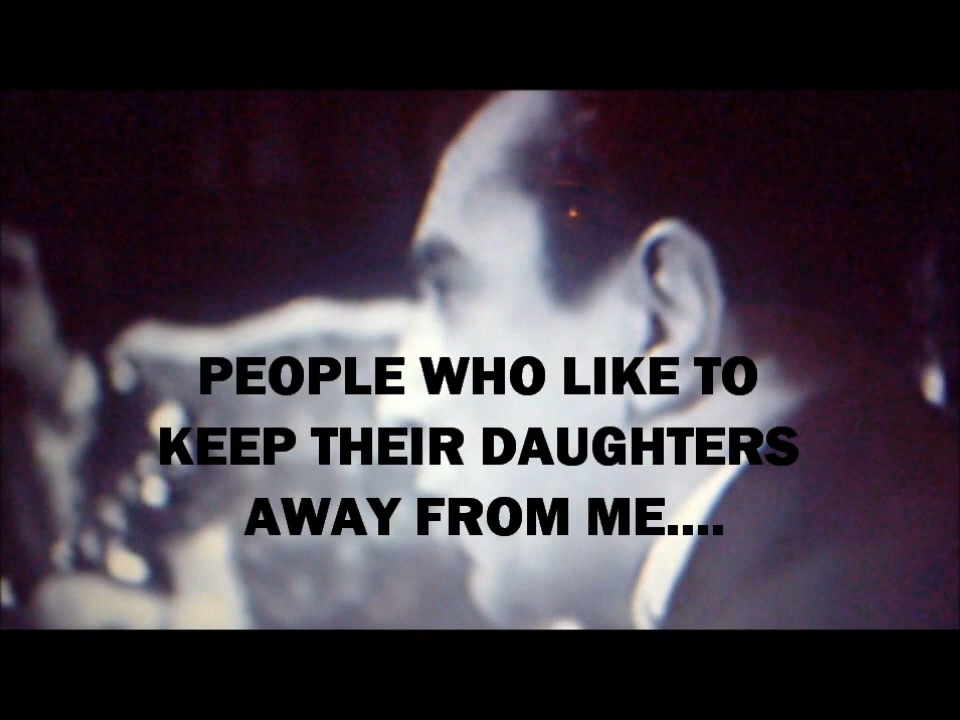 PEOPLE WHO LIKE TO
KEEP THEIR DAUGHTERS
AWAY FROM ME....